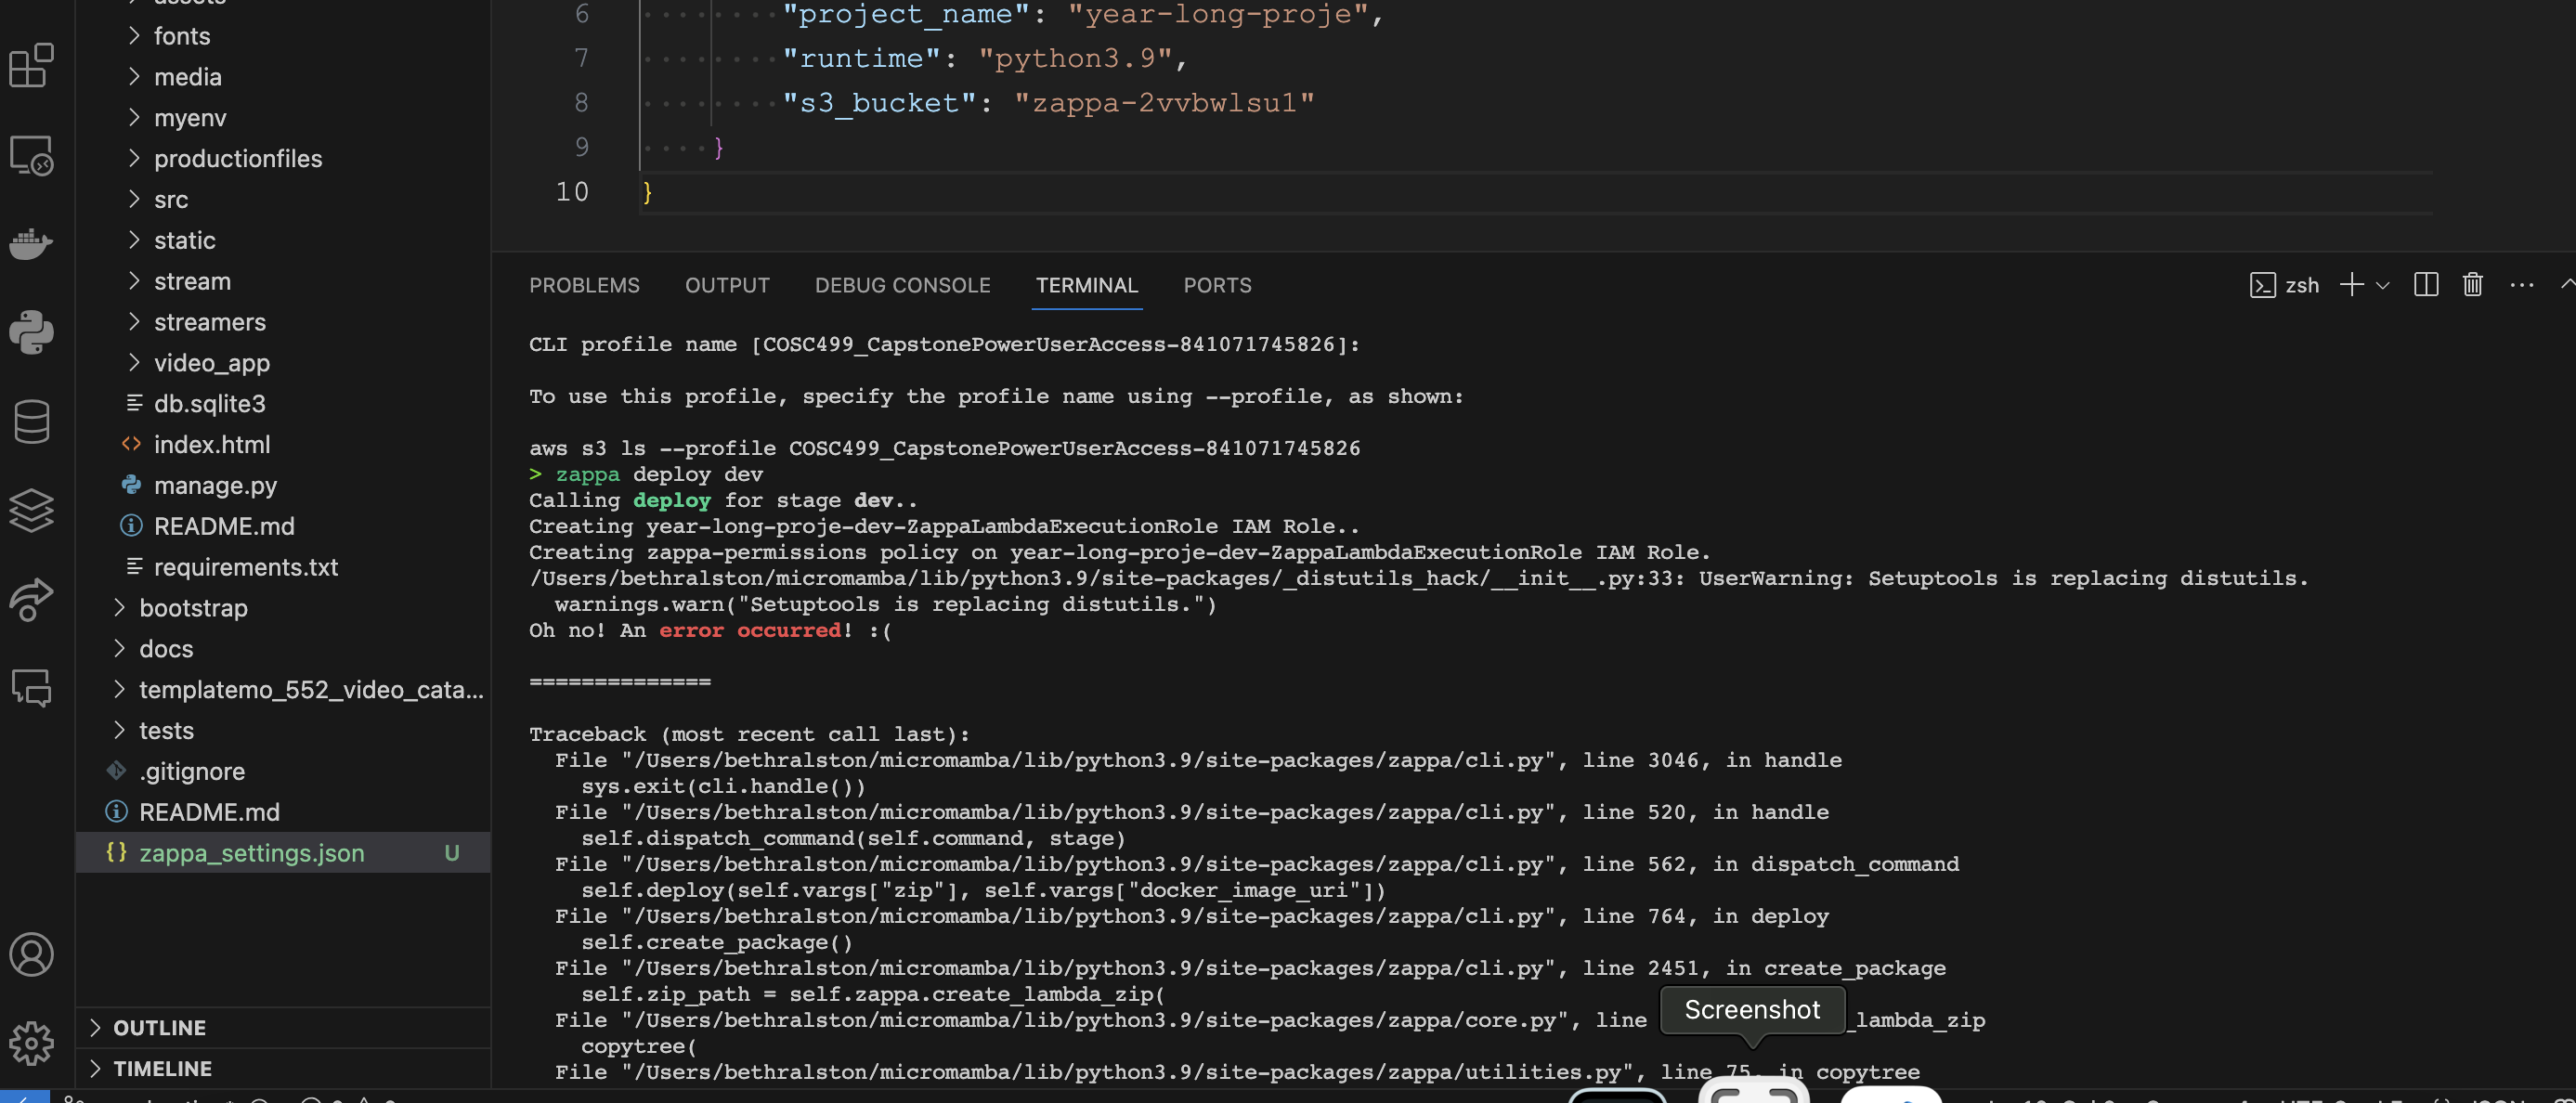 assets
fonts
media
myenv
productionfiles
src
static
stream
streamers
video_app
db.sqlite3
index.html
manage.py
README.md
requirements.txt
bootstrap
docs
templatemo_552_video_cata...
tests
.gitignore
README.md
{} zappa_settings.json U
OUTLINE
TIMELINE
6 "project_name": "year-long-proje",
7 "runtime": "python3.9",
8 "s3_bucket": "zappa-2vvbwlsu1"
9 }
10 }
PROBLEMS OUTPUT DEBUG CONSOLE TERMINAL PORTS
zsh
CLI profile name [COSC499_CapstonePowerUserAccess-841071745826]:
To use this profile, specify the profile name using --profile, as shown:
aws s3 ls --profile COSC499_CapstonePowerUserAccess-841071745826
> zappa deploy dev
Calling deploy for stage dev..
Creating year-long-proje-dev-ZappaLambdaExecutionRole IAM Role..
Creating zappa-permissions policy on year-long-proje-dev-ZappaLambdaExecutionRole IAM Role.
/Users/bethralston/micromamba/lib/python3.9/site-packages/_distutils_hack/__init__.py:33: UserWarning: Setuptools is replacing distutils.
warnings.warn("Setuptools is replacing distutils.")
Oh no! An error occurred! :(
==============
Traceback (most recent call last):
File "/Users/bethralston/micromamba/lib/python3.9/site-packages/zappa/cli.py", line 3046, in handle
sys.exit(cli.handle())
File "/Users/bethralston/micromamba/lib/python3.9/site-packages/zappa/cli.py", line 520, in handle
self.dispatch_command(self.command, stage)
File "/Users/bethralston/micromamba/lib/python3.9/site-packages/zappa/cli.py", line 562, in dispatch_command
self.deploy(self.vargs["zip"], self.vargs["docker_image_uri"])
File "/Users/bethralston/micromamba/lib/python3.9/site-packages/zappa/cli.py", line 764, in deploy
self.create_package()
File "/Users/bethralston/micromamba/lib/python3.9/site-packages/zappa/cli.py", line 2451, in create_package
self.zip_path = self.zappa.create_lambda_zip(
File "/Users/bethralston/micromamba/lib/python3.9/site-packages/zappa/core.py", line _lambda_zip
Screenshot
copytree(
File "/Users/bethralston/micromamba/lib/python3.9/site-packages/zappa/utilities.py", line 75, in copytree